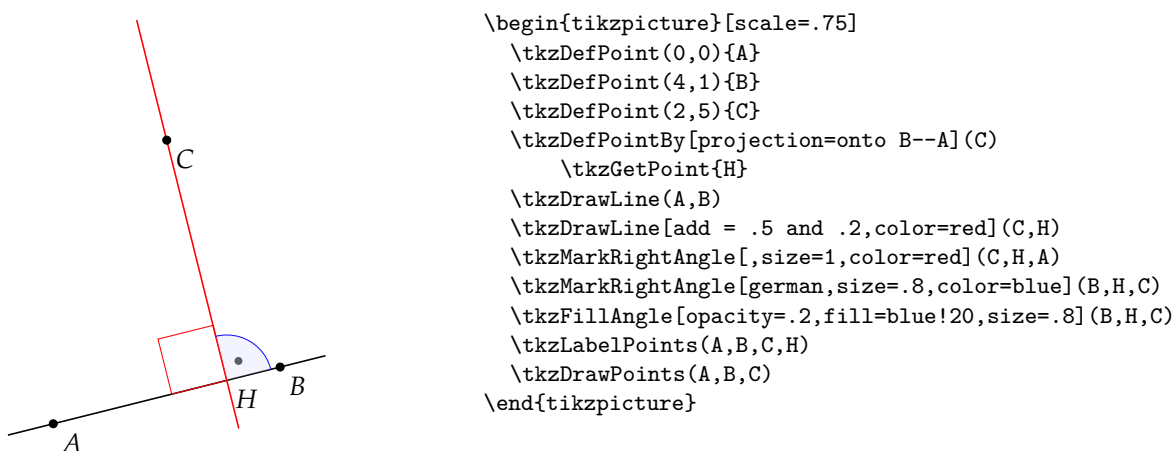 C
H
B
A
\begin{tikzpicture}[scale=.75]
  \tkzDefPoint(0,0){A}
  \tkzDefPoint(4,1){B}
  \tkzDefPoint(2,5){C}
  \tkzDefPointBy[projection=onto B--A](C)
      \tkzGetPoint{H}
  \tkzDrawLine(A,B)
  \tkzDrawLine[add = .5 and .2,color=red](C,H)
  \tkzMarkRightAngle[,size=1,color=red](C,H,A)
  \tkzMarkRightAngle[german,size=.8,color=blue](B,H,C)
  \tkzFillAngle[opacity=.2,fill=blue!20,size=.8](B,H,C)
  \tkzLabelPoints(A,B,C,H)
  \tkzDrawPoints(A,B,C)
\end{tikzpicture}